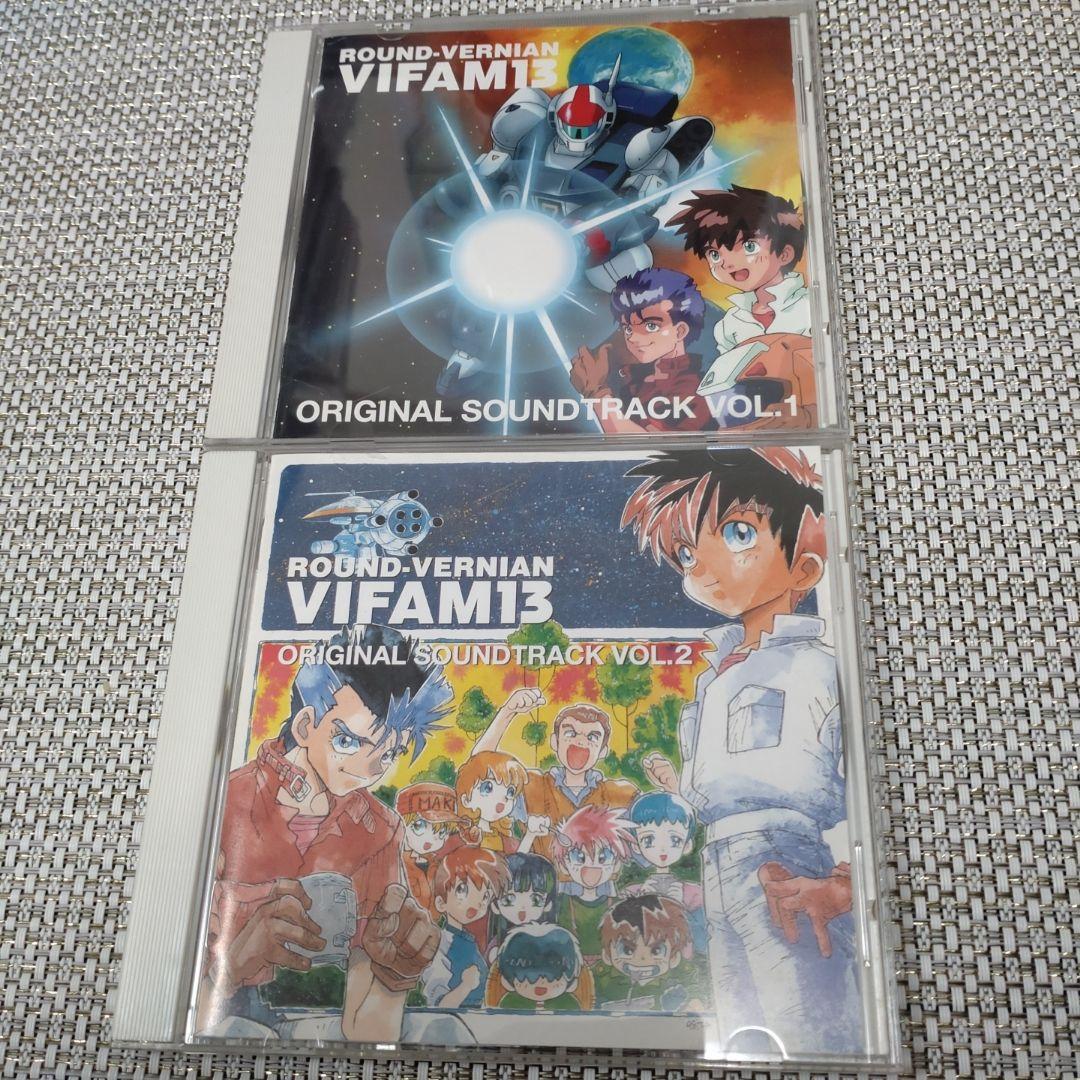 ROUND-VERNIAN
VIFAM13
ORIGINAL SOUNDTRACK VOL.1
ROUND-VERNIAN
VIFAM13
ORIGINAL SOUNDTRACK VOL.2